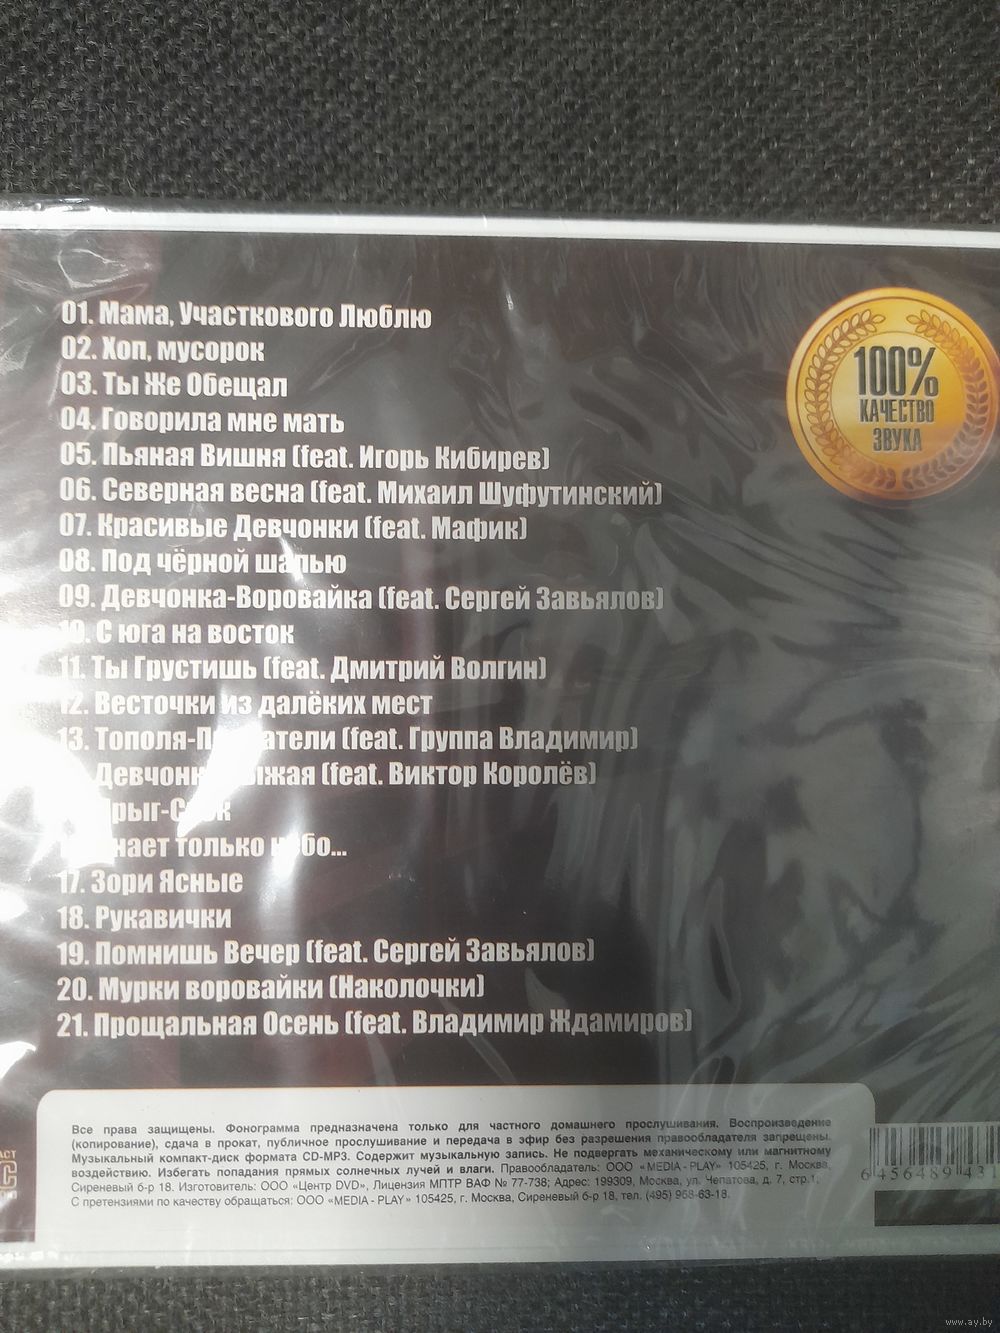 01. Мама, Участкового Люблю
02. Хоп, мусорок
03. Ты Же Обещал
04. Говорила мне мать
05. Пьяная Вишня (feat. Игорь Кибирев)
06. Северная весна (feat. Михаил Шуфутинский)
07. Красивые Девчонки (feat. Мафик)
08. Под чёрной шалью
09. Девчонка-Воровайка (feat. Сергей Завьялов)
10. С юга на восток
11. Ты Грустишь (feat. Дмитрий Волгин)
12. Весточки из далёких мест
13. (feat. Группа Владимир)
(feat. Виктор Королёв)
только
17. Зори Ясные
18. Рукавички
19. Помнишь Вечер (feat. Сергей Завьялов)
20. Мурки воровайки (Наколочки)
21. Прощальная Осень (feat. Владимир Ждамиров)
100%
КАЧЕСТВО
ЗВУКА
Все права защищены. Фонограмма предназначена только для частного домашнего прослушивания. Воспроизведение
(копирование), сдача в прокат, публичное прослушивание и передача в эфир без разрешения правообладателя запрещены.
Музыкальный компакт-диск формата CD-MP3. Содержит музыкальную запись. Не подвергать механическому или магнитному
воздействию. Избегать попадания прямых солнечных лучей и влаги. Правообладатель: ООО «MEDIA - PLAY» 105425, г. Москва,
Сиреневый б-р 18. Изготовитель: ООО «Центр DVD», Лицензия МПТР ВАФ № 77-738; Адрес: 199309, Москва, ул. Чепатова, д. 7, стр.1.
С претензиями по качеству обращаться: ООО «MEDIA - PLAY» 105425, г. Москва, Сиреневый б-р 18, тел. (495) 968-63-18.
www.ay.by